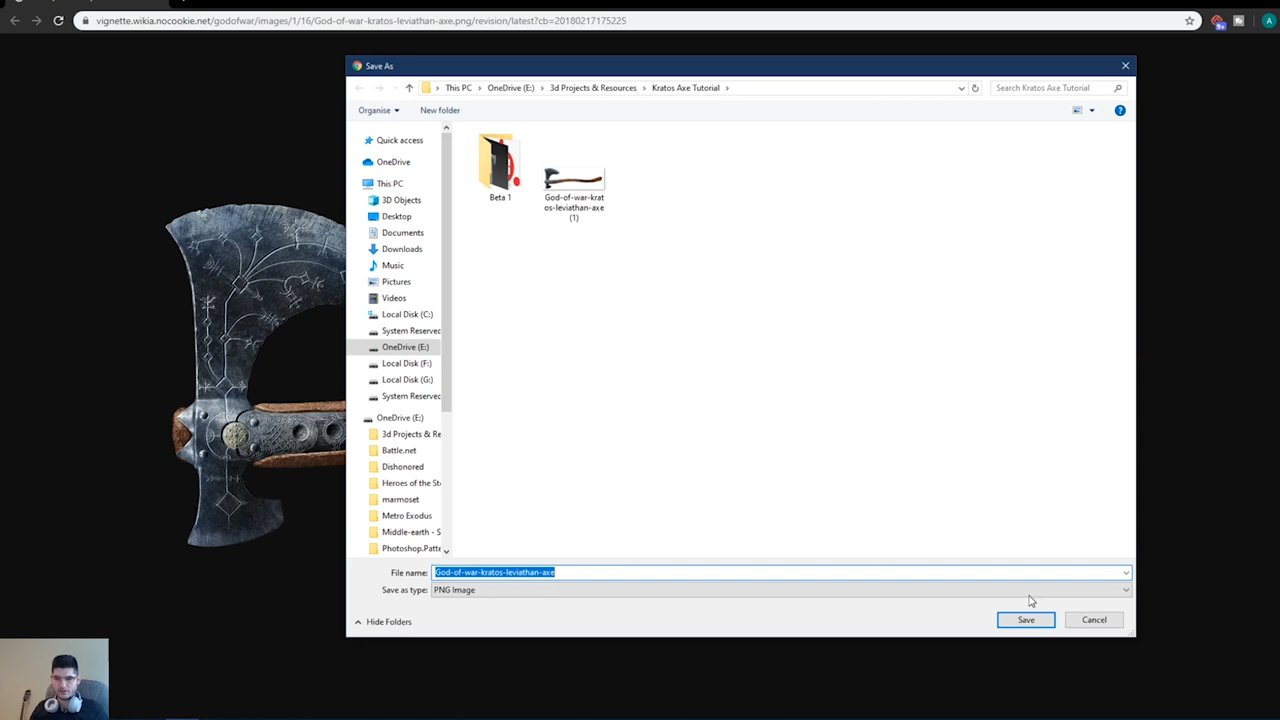 vignette.wikia.nocookie.net/godofwar/images/1/16/God-of-war-kratos-leviathan-axe.png/revision/latest?cb=20180217175225
9+
A
Save As
This PC
OneDrive (E:)
3d Projects & Resources
Kratos Axe Tutorial
Search Kratos Axe Tutorial
Organise
New folder
?
Quick access
OneDrive
This PC
3D Objects
Desktop
Documents
Downloads
Music
Pictures
Videos
Local Disk (C:)
System Reserved
OneDrive (E:)
Local Disk (F:)
Local Disk (G:)
System Reserved
OneDrive (E:)
3d Projects & Re
Battle.net
Dishonored
Heroes of the Sto
marmoset
Metro Exodus
Middle-earth - S
Photoshop.Patte
Beta 1
God-of-war-krat
os-leviathan-axe
(1)
File name:
God-of-war-kratos-leviathan-axe
Save as type:
PNG Image
Hide Folders
Save
Cancel